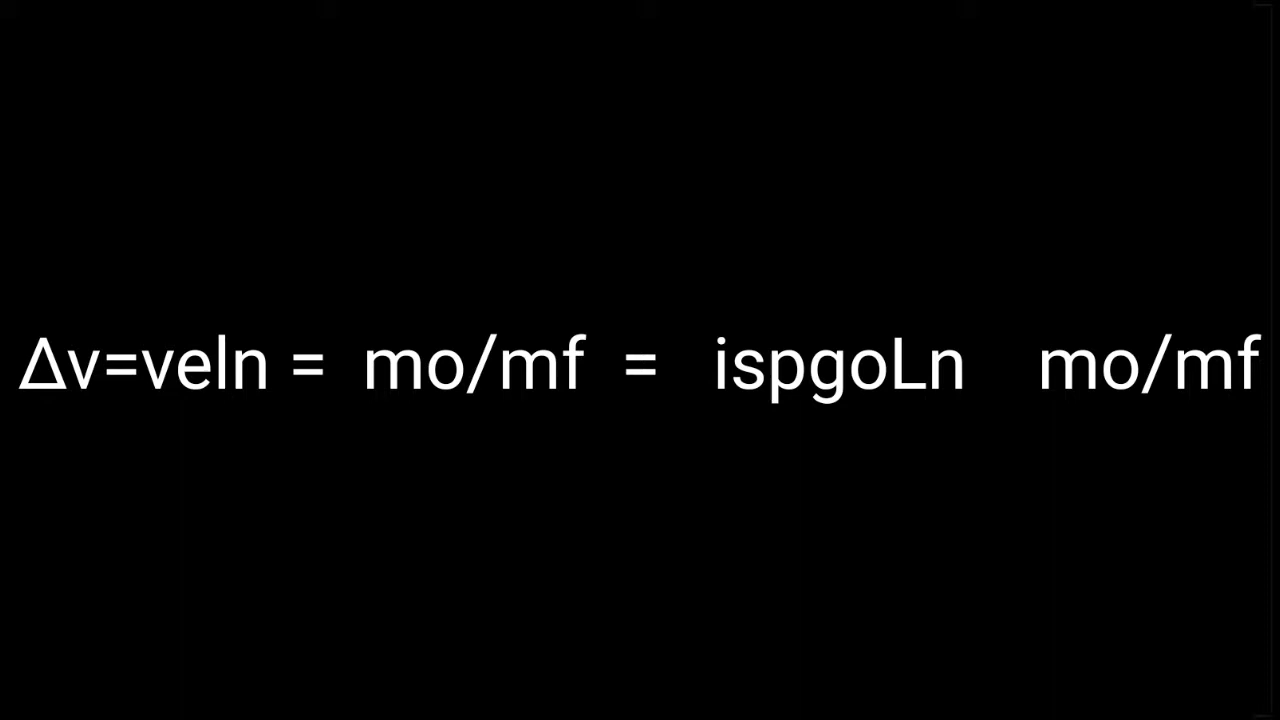 Δv=veln = mo/mf = ispgoLn mo/mf